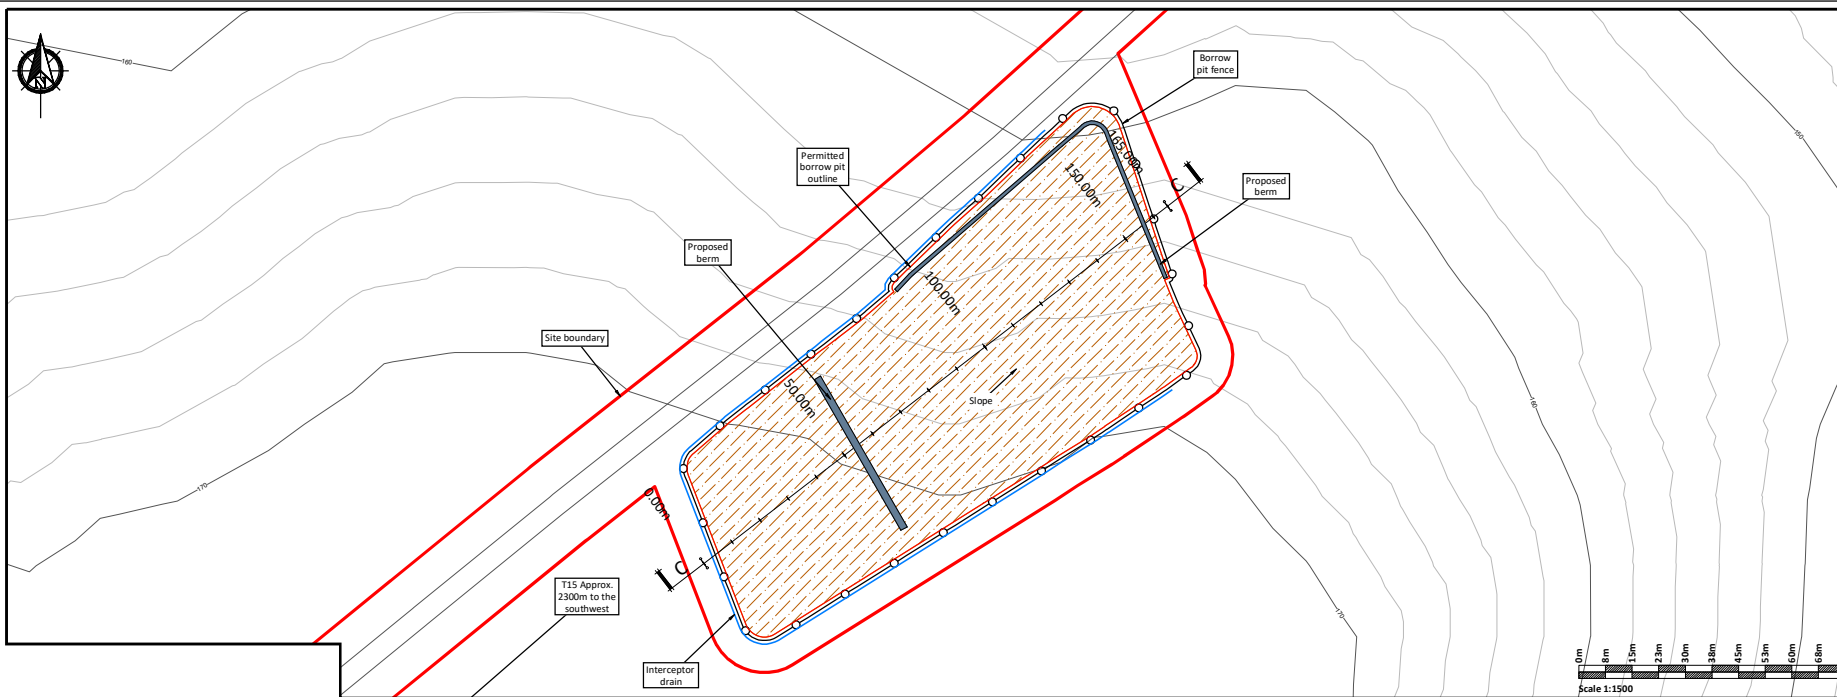 160
N
Borrow
pit fence
Permitted
borrow pit
outline
165.00m
150.00m
C
Proposed
berm
150
Proposed
berm
100.00m
Site boundary
50.00m
Slope
160
170
0.00m
C
T15 Approx.
2300m to the
southwest
170
Interceptor
drain
0m
8m
15m
23m
30m
38m
45m
53m
60m
68m
Scale 1:1500